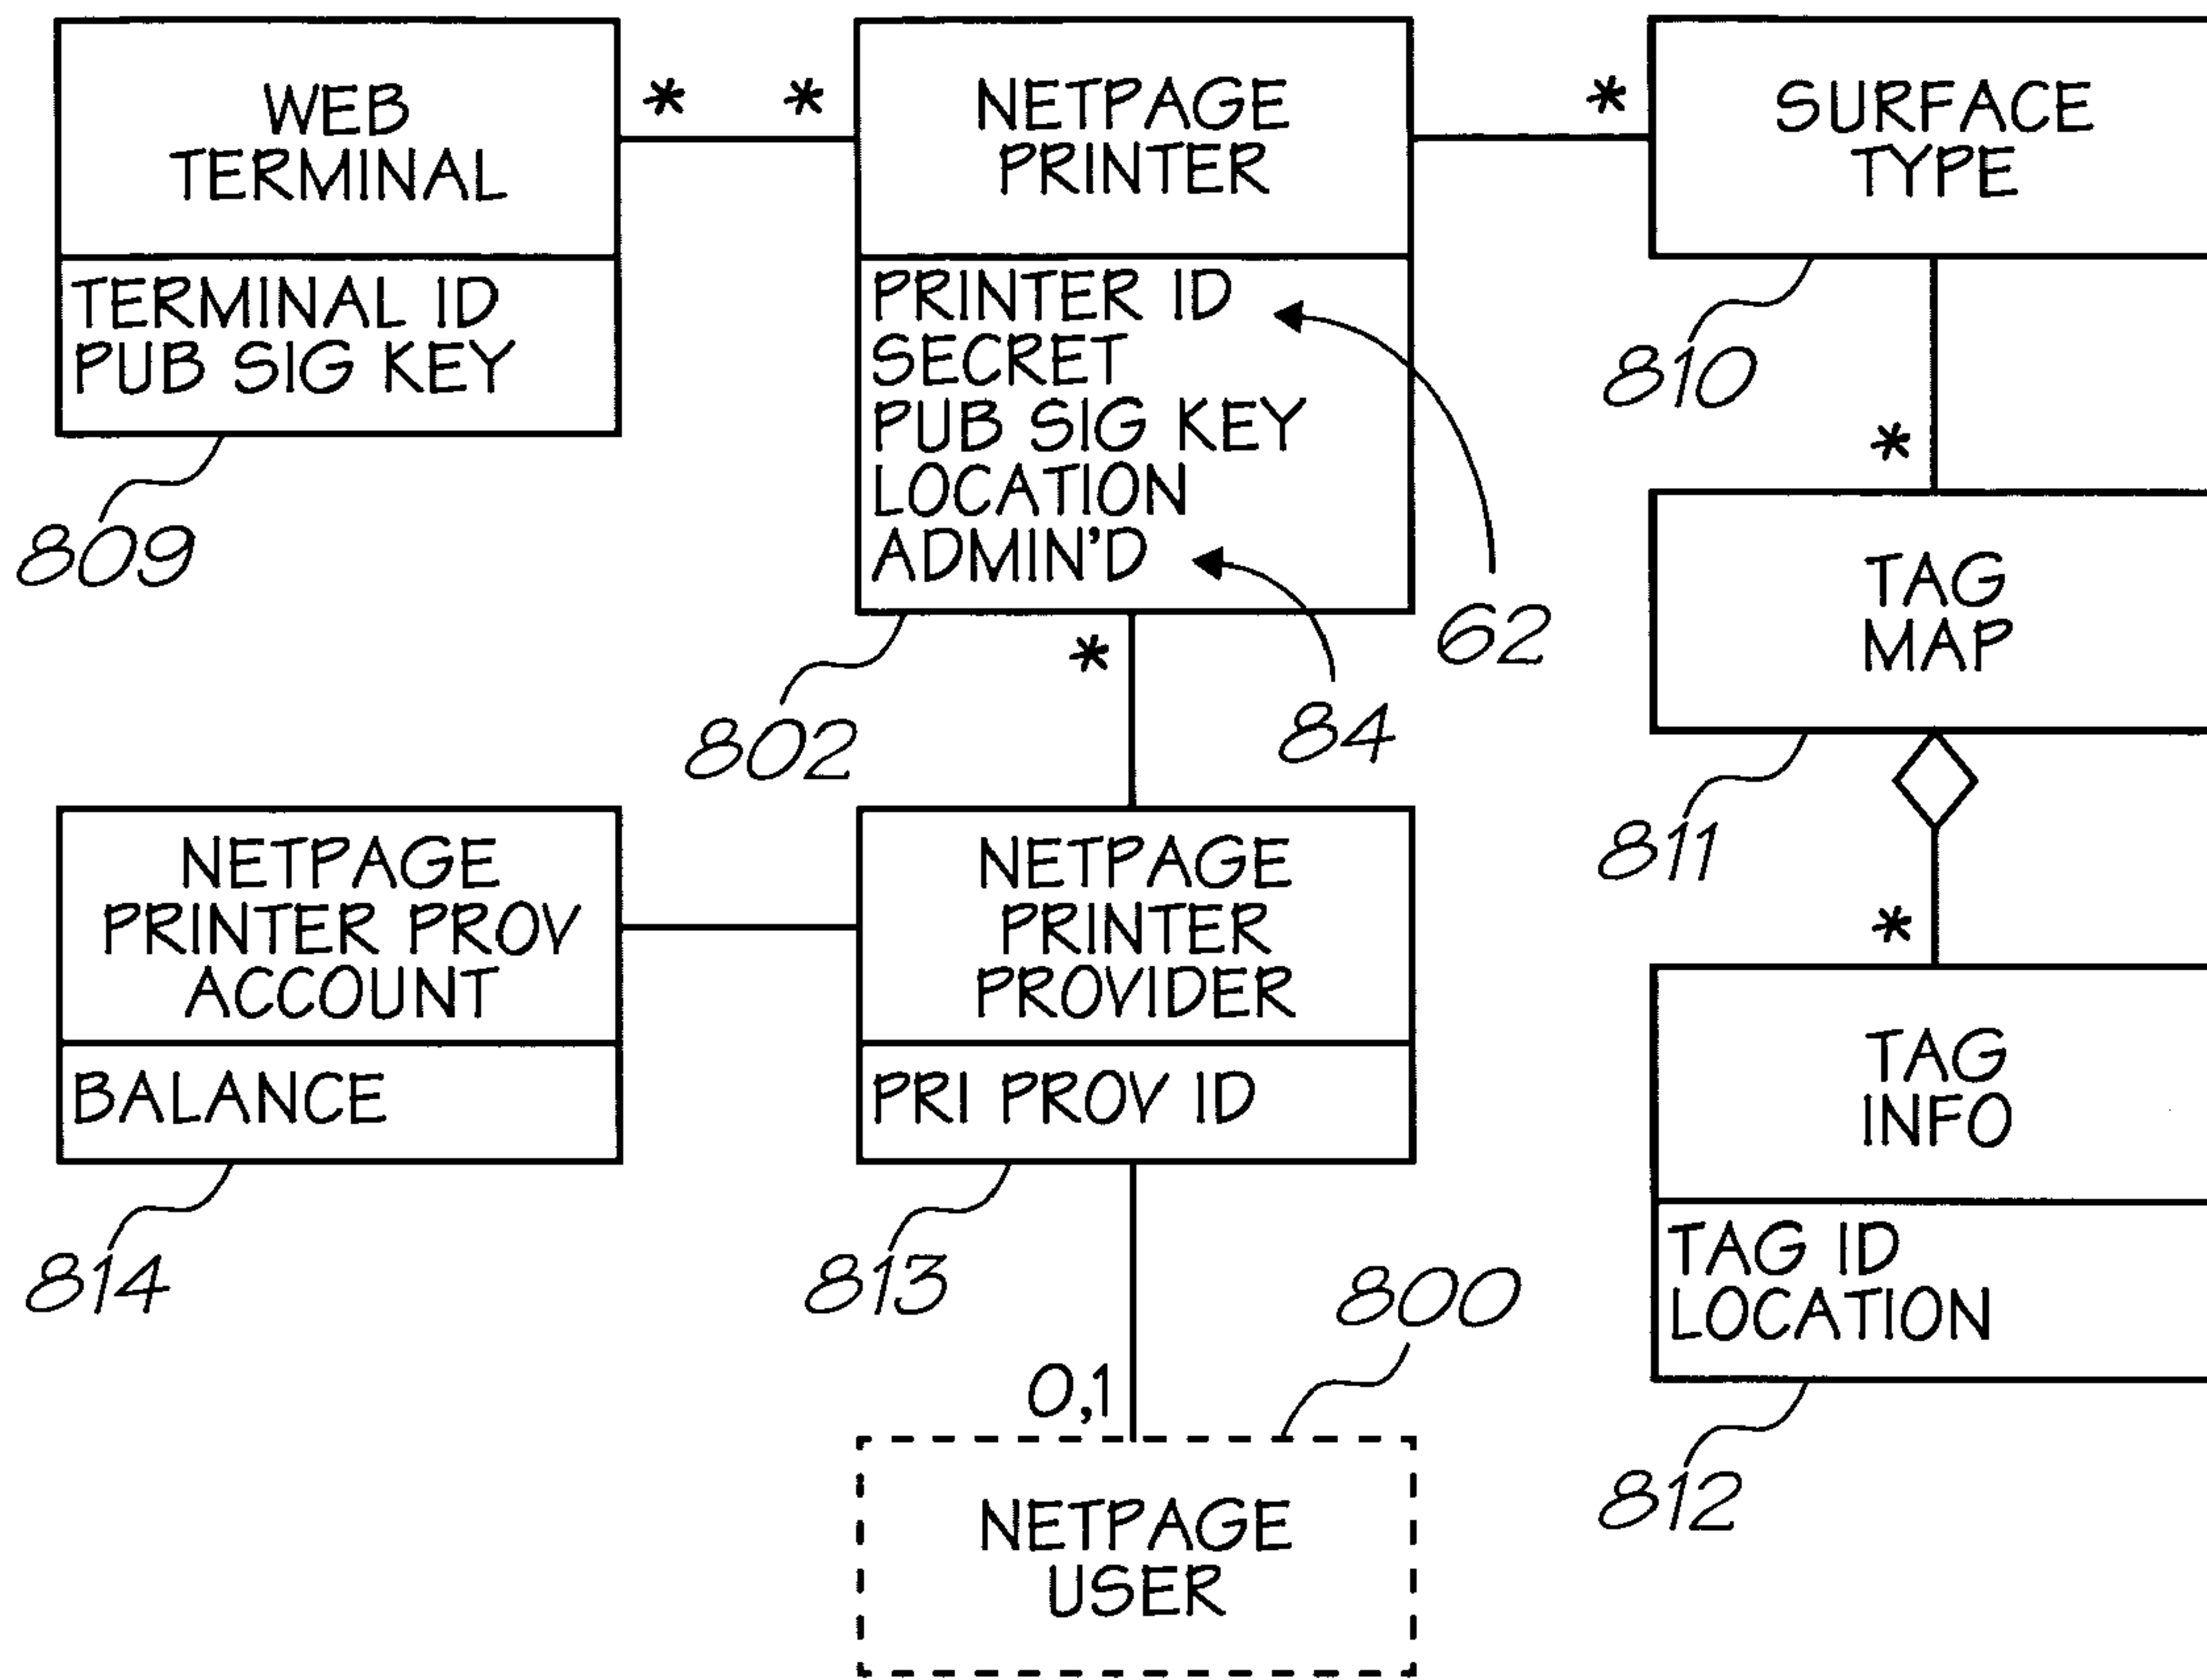 WEB
TERMINAL
TERMINAL ID
PUB SIG KEY
809
* *
NETPAGE
PRINTER
PRINTER ID
SECRET
PUB SIG KEY
LOCATION
ADMIN'D
62
84
802
*
*
SURFACE
TYPE
810
*
TAG
MAP
811
*
TAG
INFO
TAG ID
LOCATION
812
NETPAGE
PRINTER PROV
ACCOUNT
BALANCE
814
NETPAGE
PRINTER
PROVIDER
PRI PROV ID
813
800
0,1
NETPAGE
USER